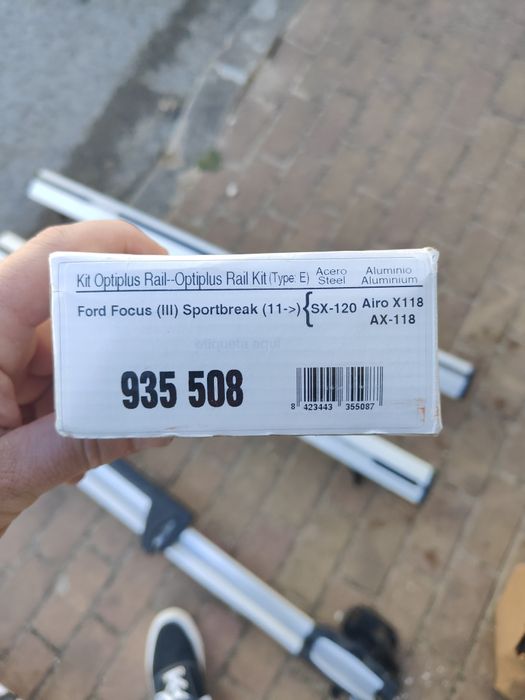 Kit Optiplus Rail--Optiplus Rail Kit (Type: E) Acero Aluminio
Steel Aluminium
Ford Focus (III) Sportbreak (11->) { SX-120 Airo X118
AX-118
etiqueta aquí
935 508
8 423443 355087